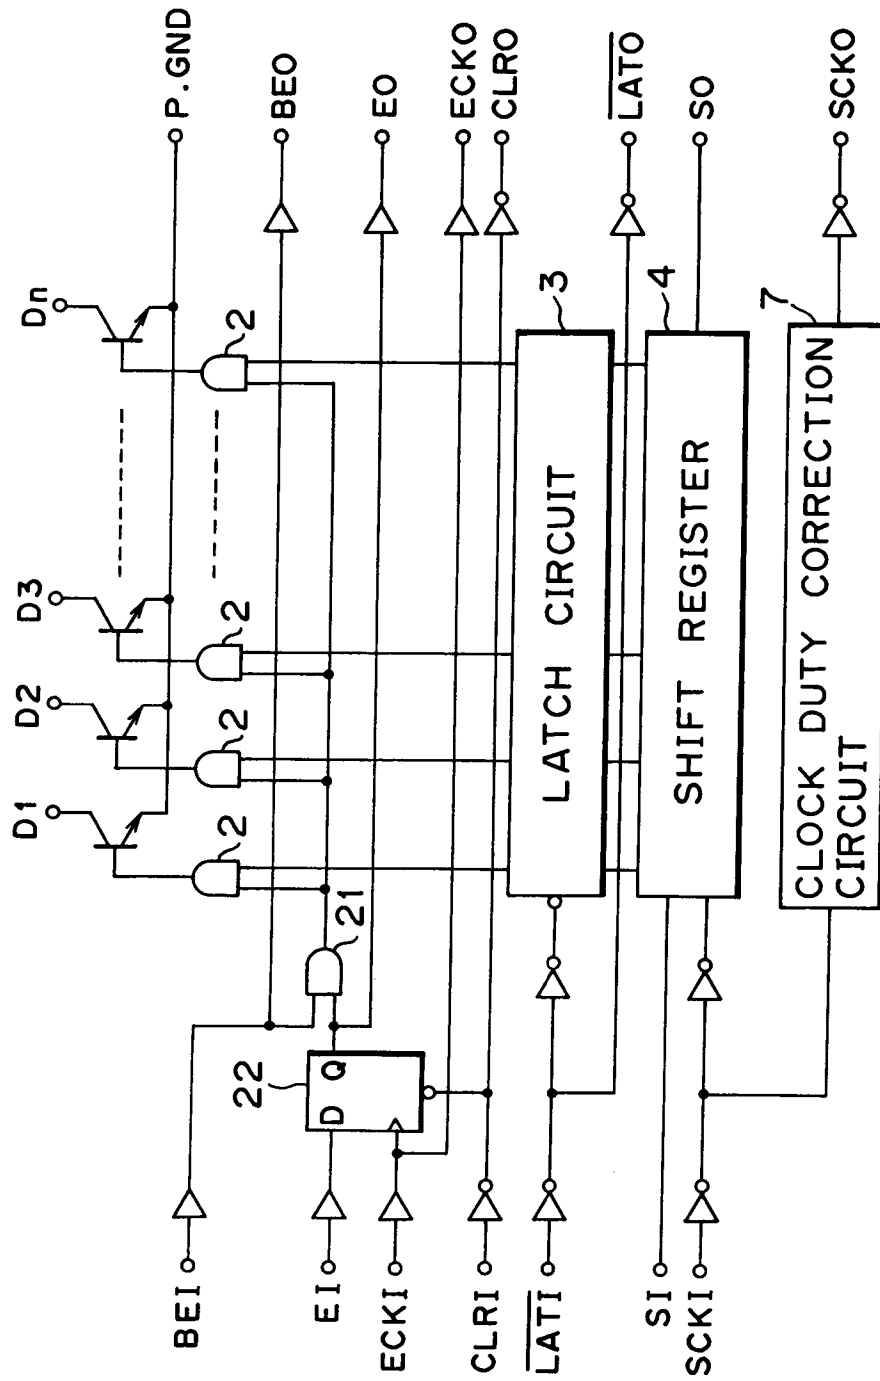 D1
D2
D3
Dn
P.GND
BEI
BEO
EI
EO
ECKI
ECKO
CLRI
CLRO
LATI
LATO
SI
SO
SCKI
SCKO
22
D
Q
21
2
2
2
2
LATCH CIRCUIT
3
SHIFT REGISTER
4
CLOCK DUTY CORRECTION
CIRCUIT
7